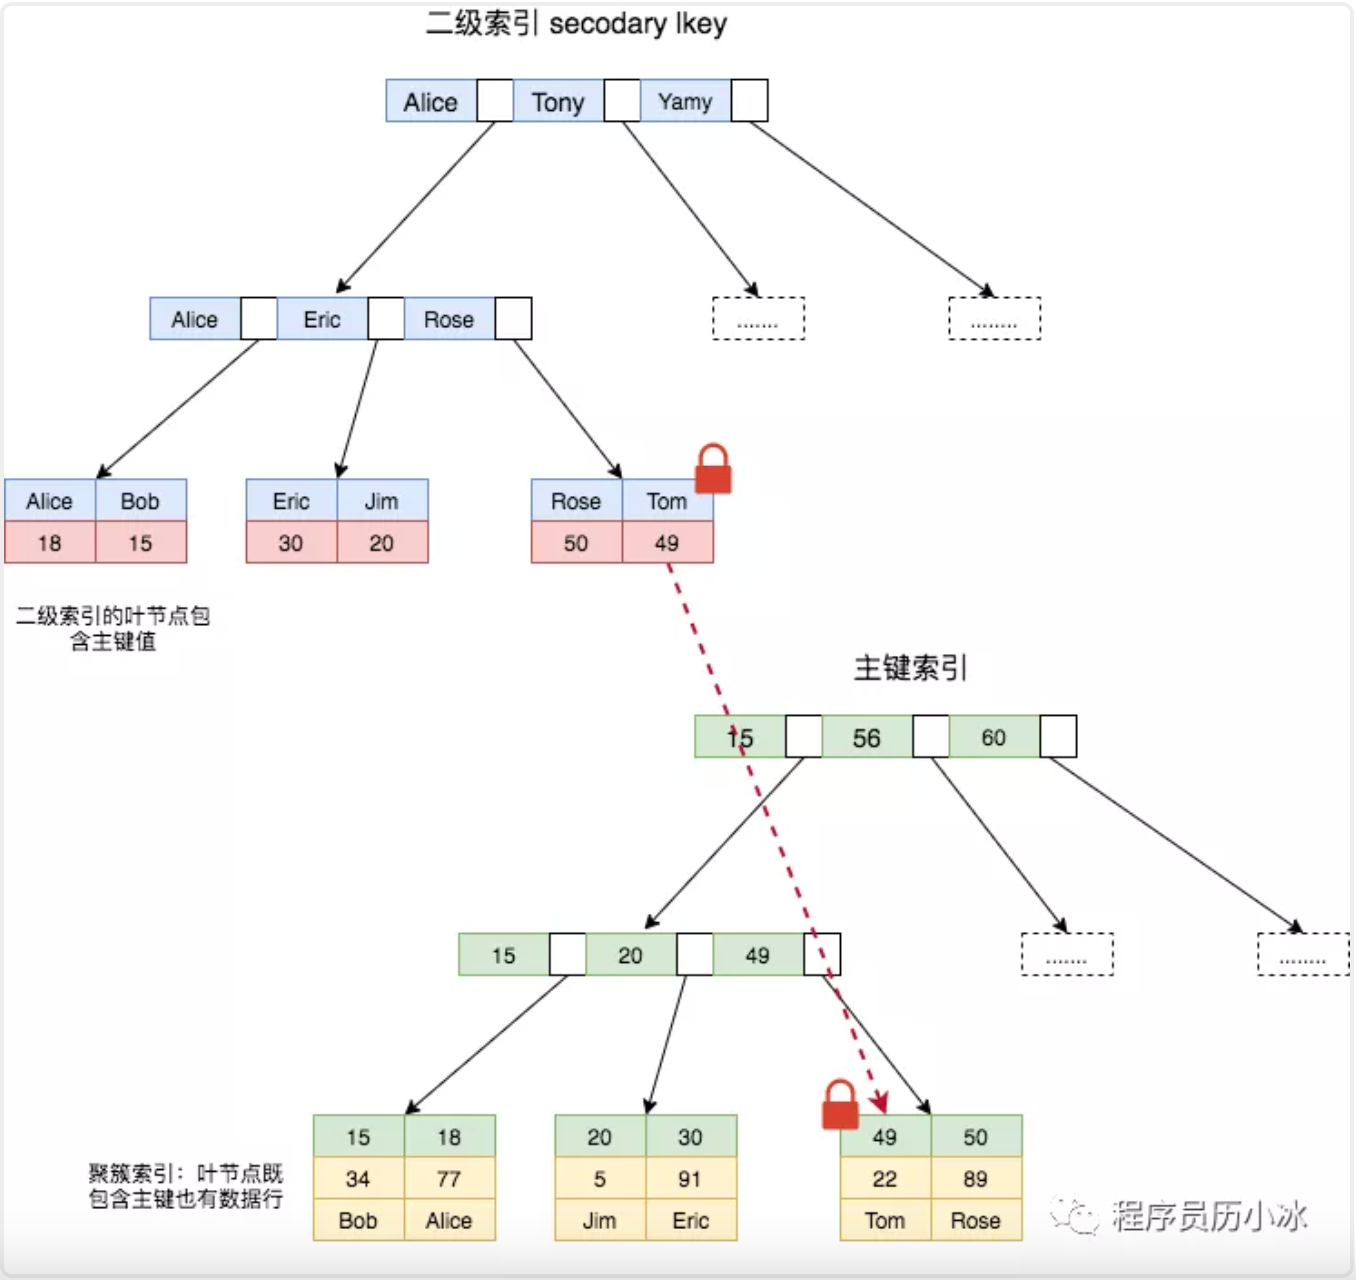 二级索引 secodary lkey
Alice Tony Yamy
Alice Eric Rose
.......
........
Alice Bob
18 15
Eric Jim
30 20
Rose Tom
50 49
二级索引的叶节点包
含主键值
主键索引
15 56 60
15 20 49
.......
........
15 18
34 77
Bob Alice
20 30
5 91
Jim Eric
49 50
22 89
Tom Rose
聚簇索引：叶节点既
包含主键也有数据行
程序员历小冰